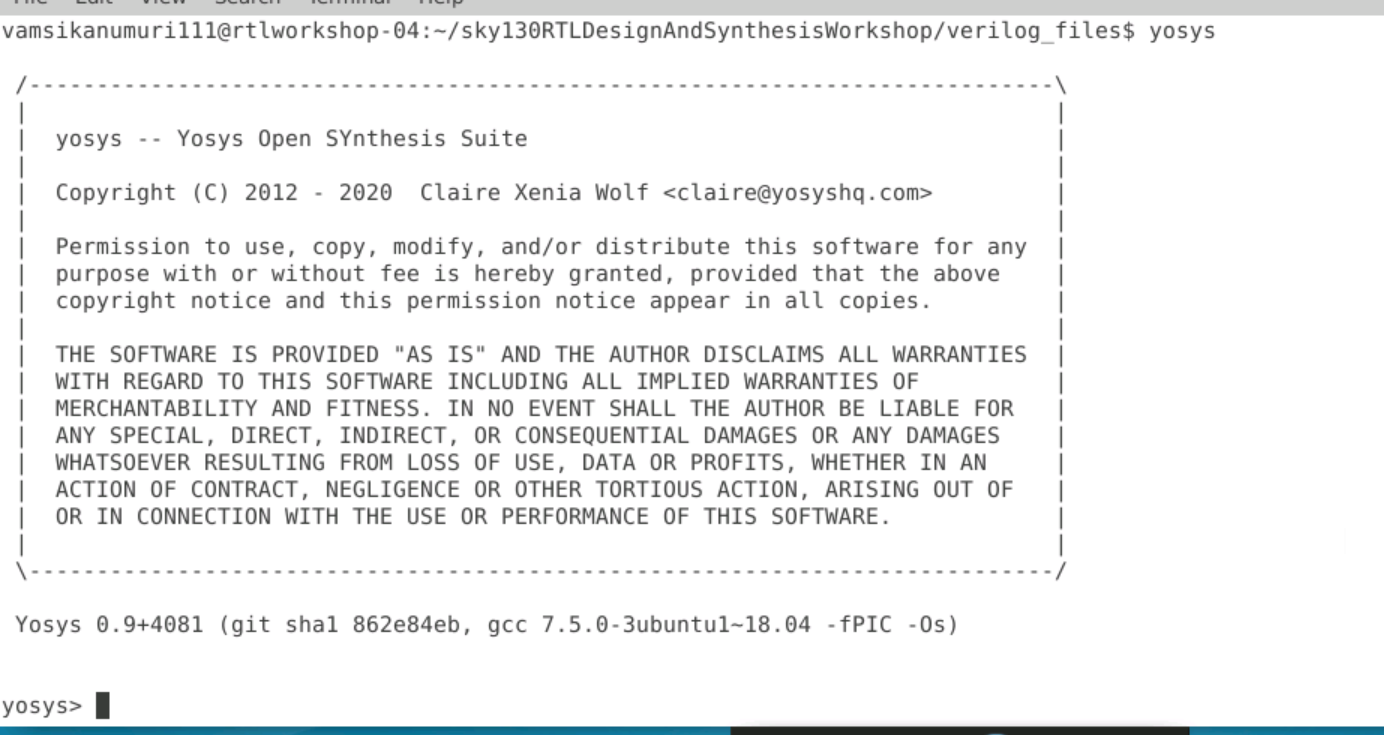 File Edit View Search Terminal Help
vamsikanumuri111@rtlworkshop-04:~/sky130RTLDesignAndSynthesisWorkshop/verilog_files$ yosys
/----------------------------------------------------------------------------\
|                                                                            |
|  yosys -- Yosys Open SYnthesis Suite                                       |
|                                                                            |
|  Copyright (C) 2012 - 2020  Claire Xenia Wolf <claire@yosyshq.com>         |
|                                                                            |
|  Permission to use, copy, modify, and/or distribute this software for any  |
|  purpose with or without fee is hereby granted, provided that the above    |
|  copyright notice and this permission notice appear in all copies.         |
|                                                                            |
|  THE SOFTWARE IS PROVIDED "AS IS" AND THE AUTHOR DISCLAIMS ALL WARRANTIES  |
|  WITH REGARD TO THIS SOFTWARE INCLUDING ALL IMPLIED WARRANTIES OF          |
|  MERCHANTABILITY AND FITNESS. IN NO EVENT SHALL THE AUTHOR BE LIABLE FOR   |
|  ANY SPECIAL, DIRECT, INDIRECT, OR CONSEQUENTIAL DAMAGES OR ANY DAMAGES    |
|  WHATSOEVER RESULTING FROM LOSS OF USE, DATA OR PROFITS, WHETHER IN AN     |
|  ACTION OF CONTRACT, NEGLIGENCE OR OTHER TORTIOUS ACTION, ARISING OUT OF   |
|  OR IN CONNECTION WITH THE USE OR PERFORMANCE OF THIS SOFTWARE.            |
|                                                                            |
\----------------------------------------------------------------------------/
Yosys 0.9+4081 (git sha1 862e84eb, gcc 7.5.0-3ubuntu1~18.04 -fPIC -Os)
yosys>